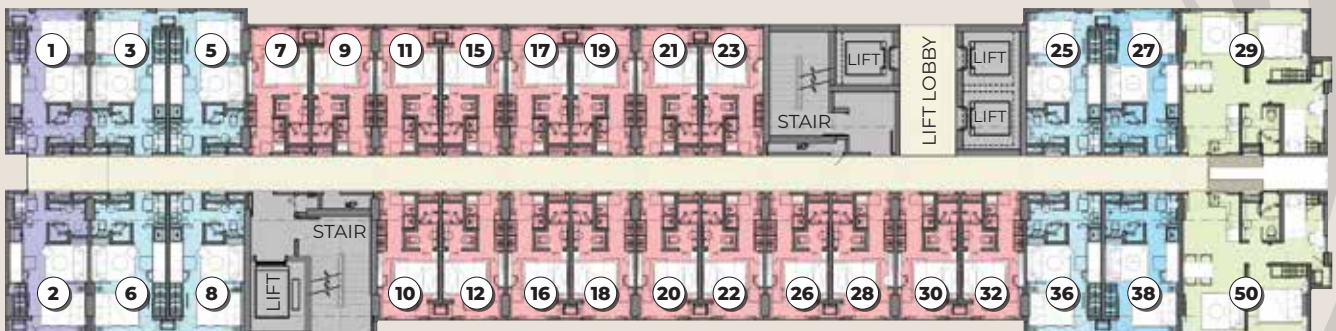 1 3 5 7 9 11 15 17 19 21 23 25 27 29
LIFT LIFT
LIFT
STAIR
LIFT LOBBY
STAIR
LIFT
2 6 8 10 12 16 18 20 22 26 28 30 32 36 38 50